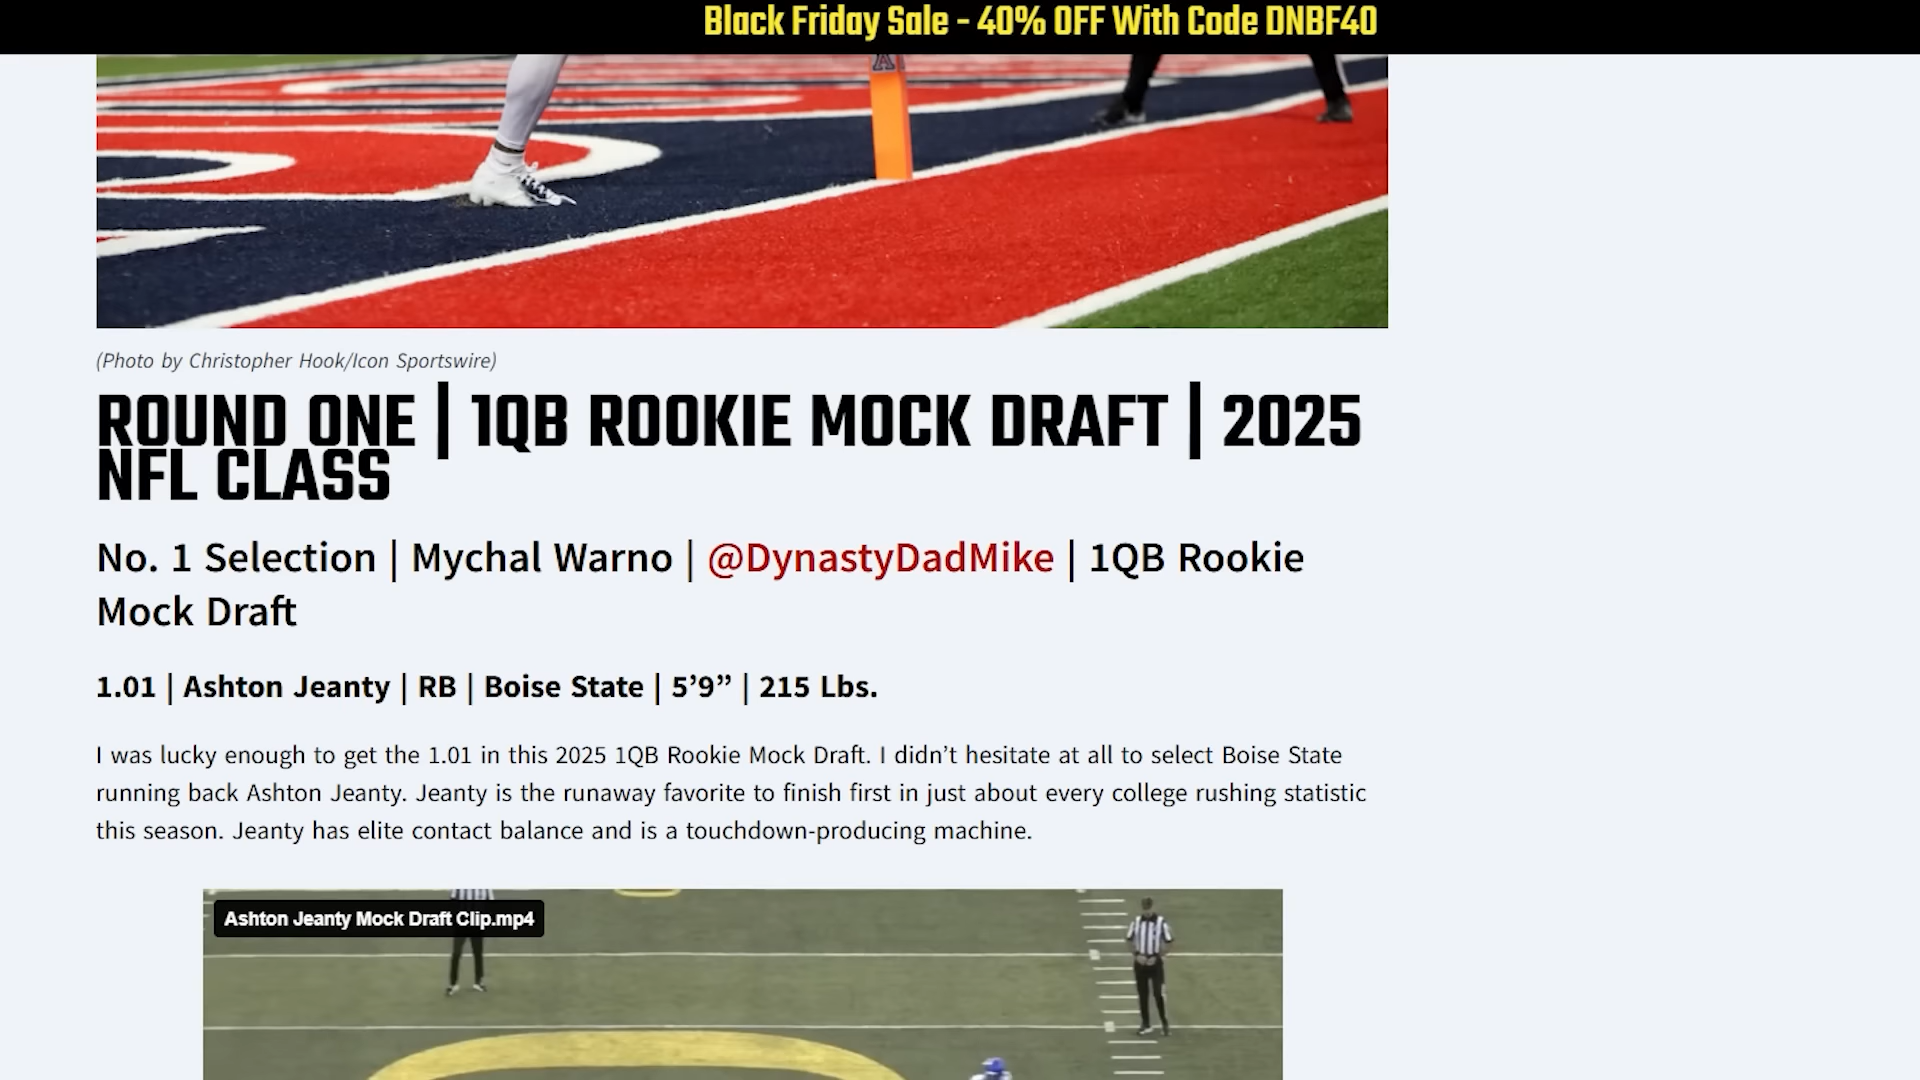 Black Friday Sale - 40% OFF With Code DNBF40
A
(Photo by Christopher Hook/Icon Sportswire)
ROUND ONE | 1QB ROOKIE MOCK DRAFT | 2025
NFL CLASS
No. 1 Selection | Mychal Warno | @DynastyDadMike | 1QB Rookie
Mock Draft
1.01 | Ashton Jeanty | RB | Boise State | 5’9” | 215 Lbs.
I was lucky enough to get the 1.01 in this 2025 1QB Rookie Mock Draft. I didn’t hesitate at all to select Boise State
running back Ashton Jeanty. Jeanty is the runaway favorite to finish first in just about every college rushing statistic
this season. Jeanty has elite contact balance and is a touchdown-producing machine.
Ashton Jeanty Mock Draft Clip.mp4